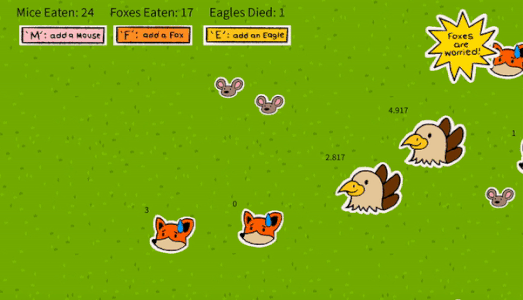 Mice Eaten: 24 Foxes Eaten: 17 Eagles Died: 1
'M': add a Mouse 'F': add a Fox 'E': add an Eagle
Foxes
are
worried!
4.917
1
2.817
3
0